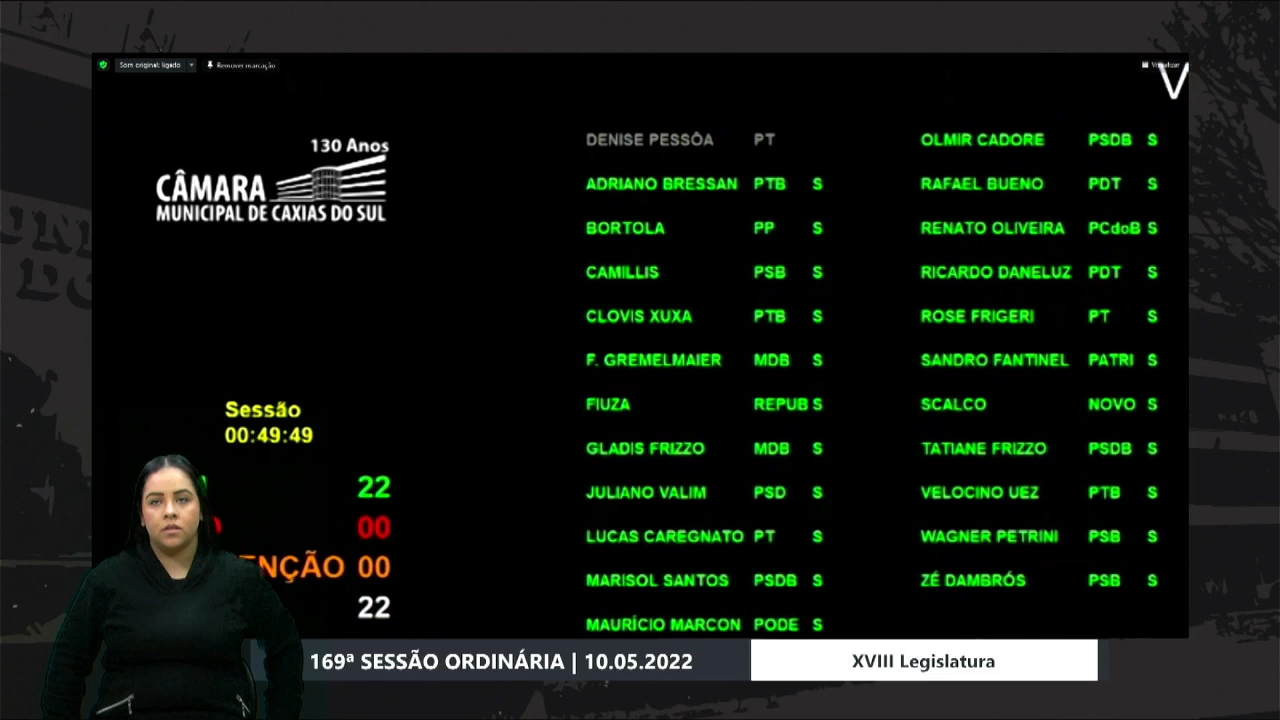 Som original: ligado
Remover marcação
Visualizar
V
130 Anos
CÂMARA
MUNICIPAL DE CAXIAS DO SUL
Sessão
00:49:49
22
00
ENÇÃO 00
22
DENISE PESSÔA PT
ADRIANO BRESSAN PTB S
BORTOLA PP S
CAMILLIS PSB S
CLOVIS XUXA PTB S
F. GREMELMAIER MDB S
FIUZA REPUB S
GLADIS FRIZZO MDB S
JULIANO VALIM PSD S
LUCAS CAREGNATO PT S
MARISOL SANTOS PSDB S
MAURÍCIO MARCON PODE S
OLMIR CADORE PSDB S
RAFAEL BUENO PDT S
RENATO OLIVEIRA PCdoB S
RICARDO DANELUZ PDT S
ROSE FRIGERI PT S
SANDRO FANTINEL PATRI S
SCALCO NOVO S
TATIANE FRIZZO PSDB S
VELOCINO UEZ PTB S
WAGNER PETRINI PSB S
ZÉ DAMBRÓS PSB S
169ª SESSÃO ORDINÁRIA | 10.05.2022
XVIII Legislatura